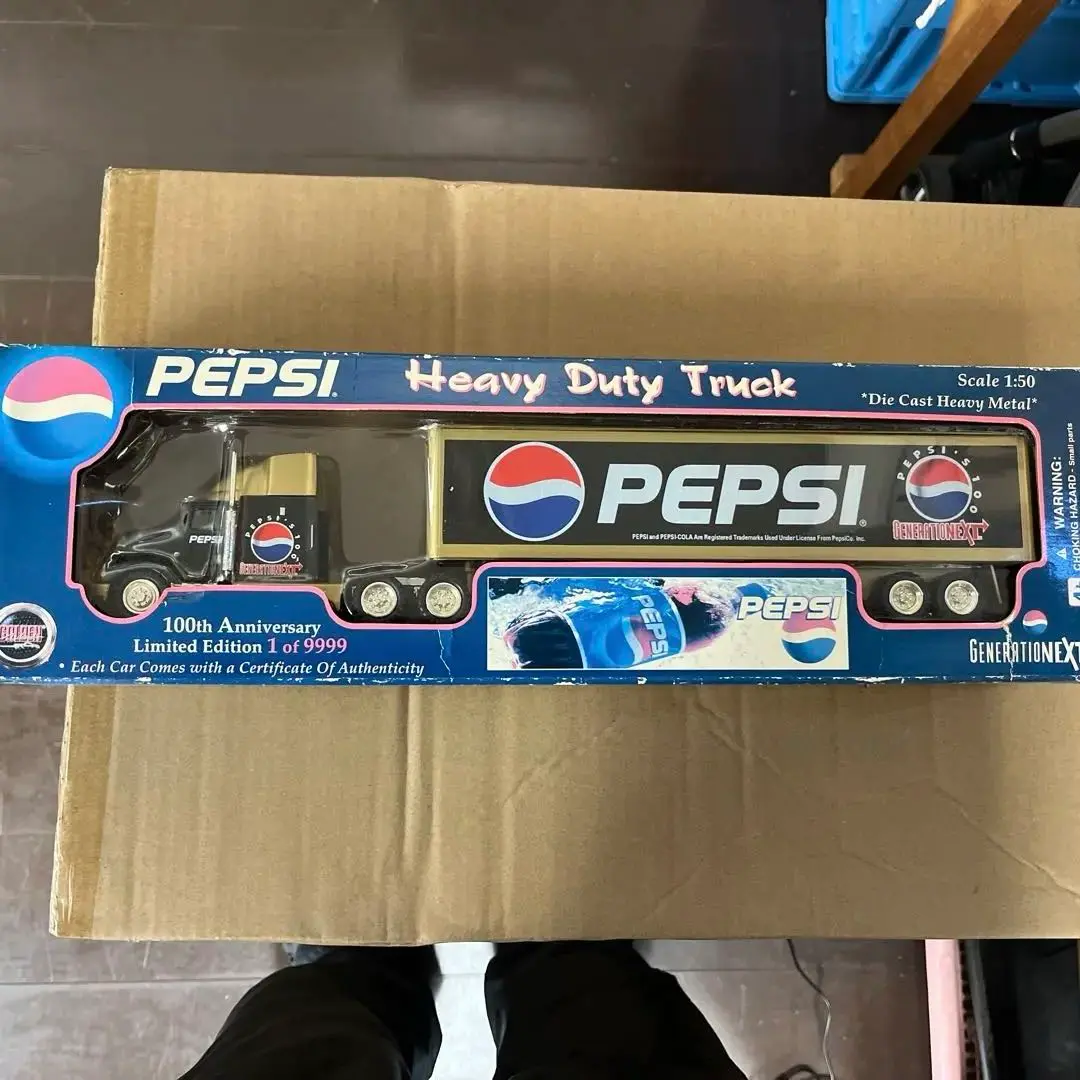 PEPSI®
Heavy Duty Truck
Scale 1:50
*Die Cast Heavy Metal*
PEPSI
PEPSI'S 100
GENERATIONEXT
PEPSI®
PEPSI and PEPSI-COLA Are Registered Trademarks Used Under License From PepsiCo. Inc.
PEPSI'S 100
GENERATIONEXT
WARNING:
CHOKING HAZARD - Small parts
GOLDEN
100th Anniversary
Limited Edition 1 of 9999
• Each Car Comes with a Certificate Of Authenticity
PEPSI
PEPSI
GENERATIONEXT